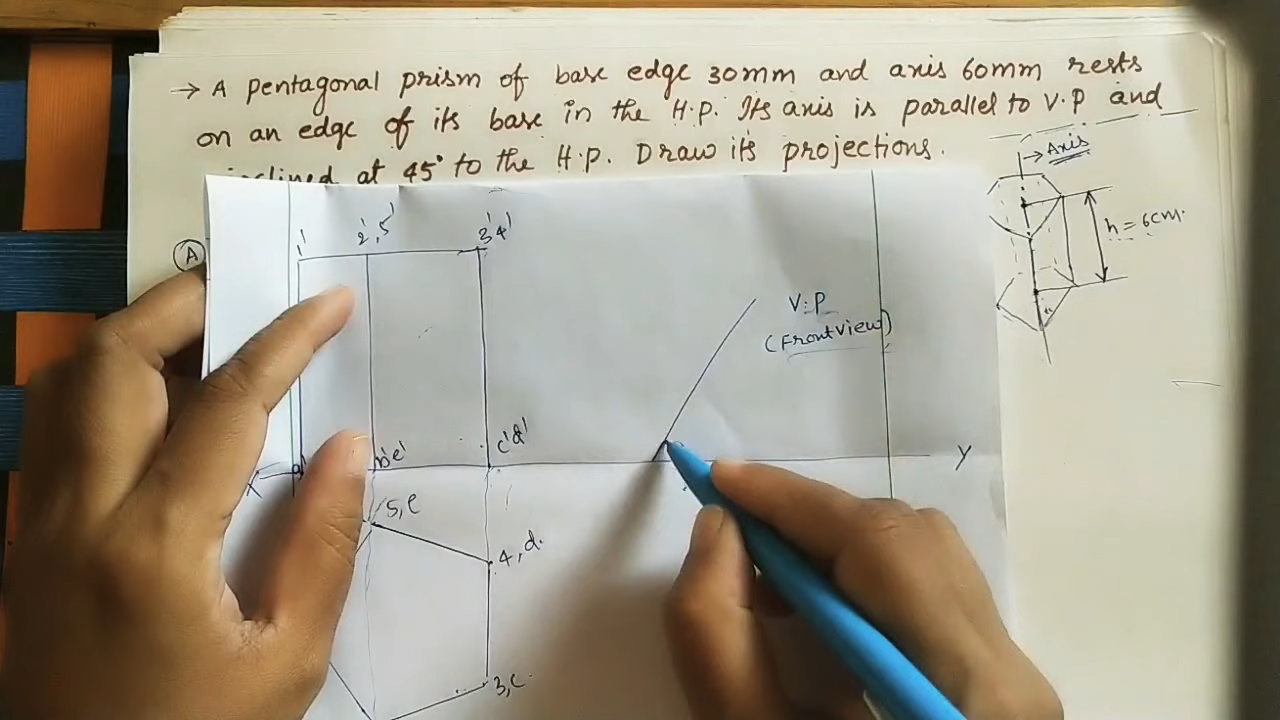 → A pentagonal prism of base edge 30mm and axis 60mm rests
on an edge of its base in the H.P. Its axis is parallel to V.P and
inclined at 45° to the H.P. Draw its projections.
→ Axis
h = 6cm.
A
1'
2',5'
3'4'
V.P
(Front View)
a'
b'e'
c'd'
X
Y
5,e
4,d.
3,c.